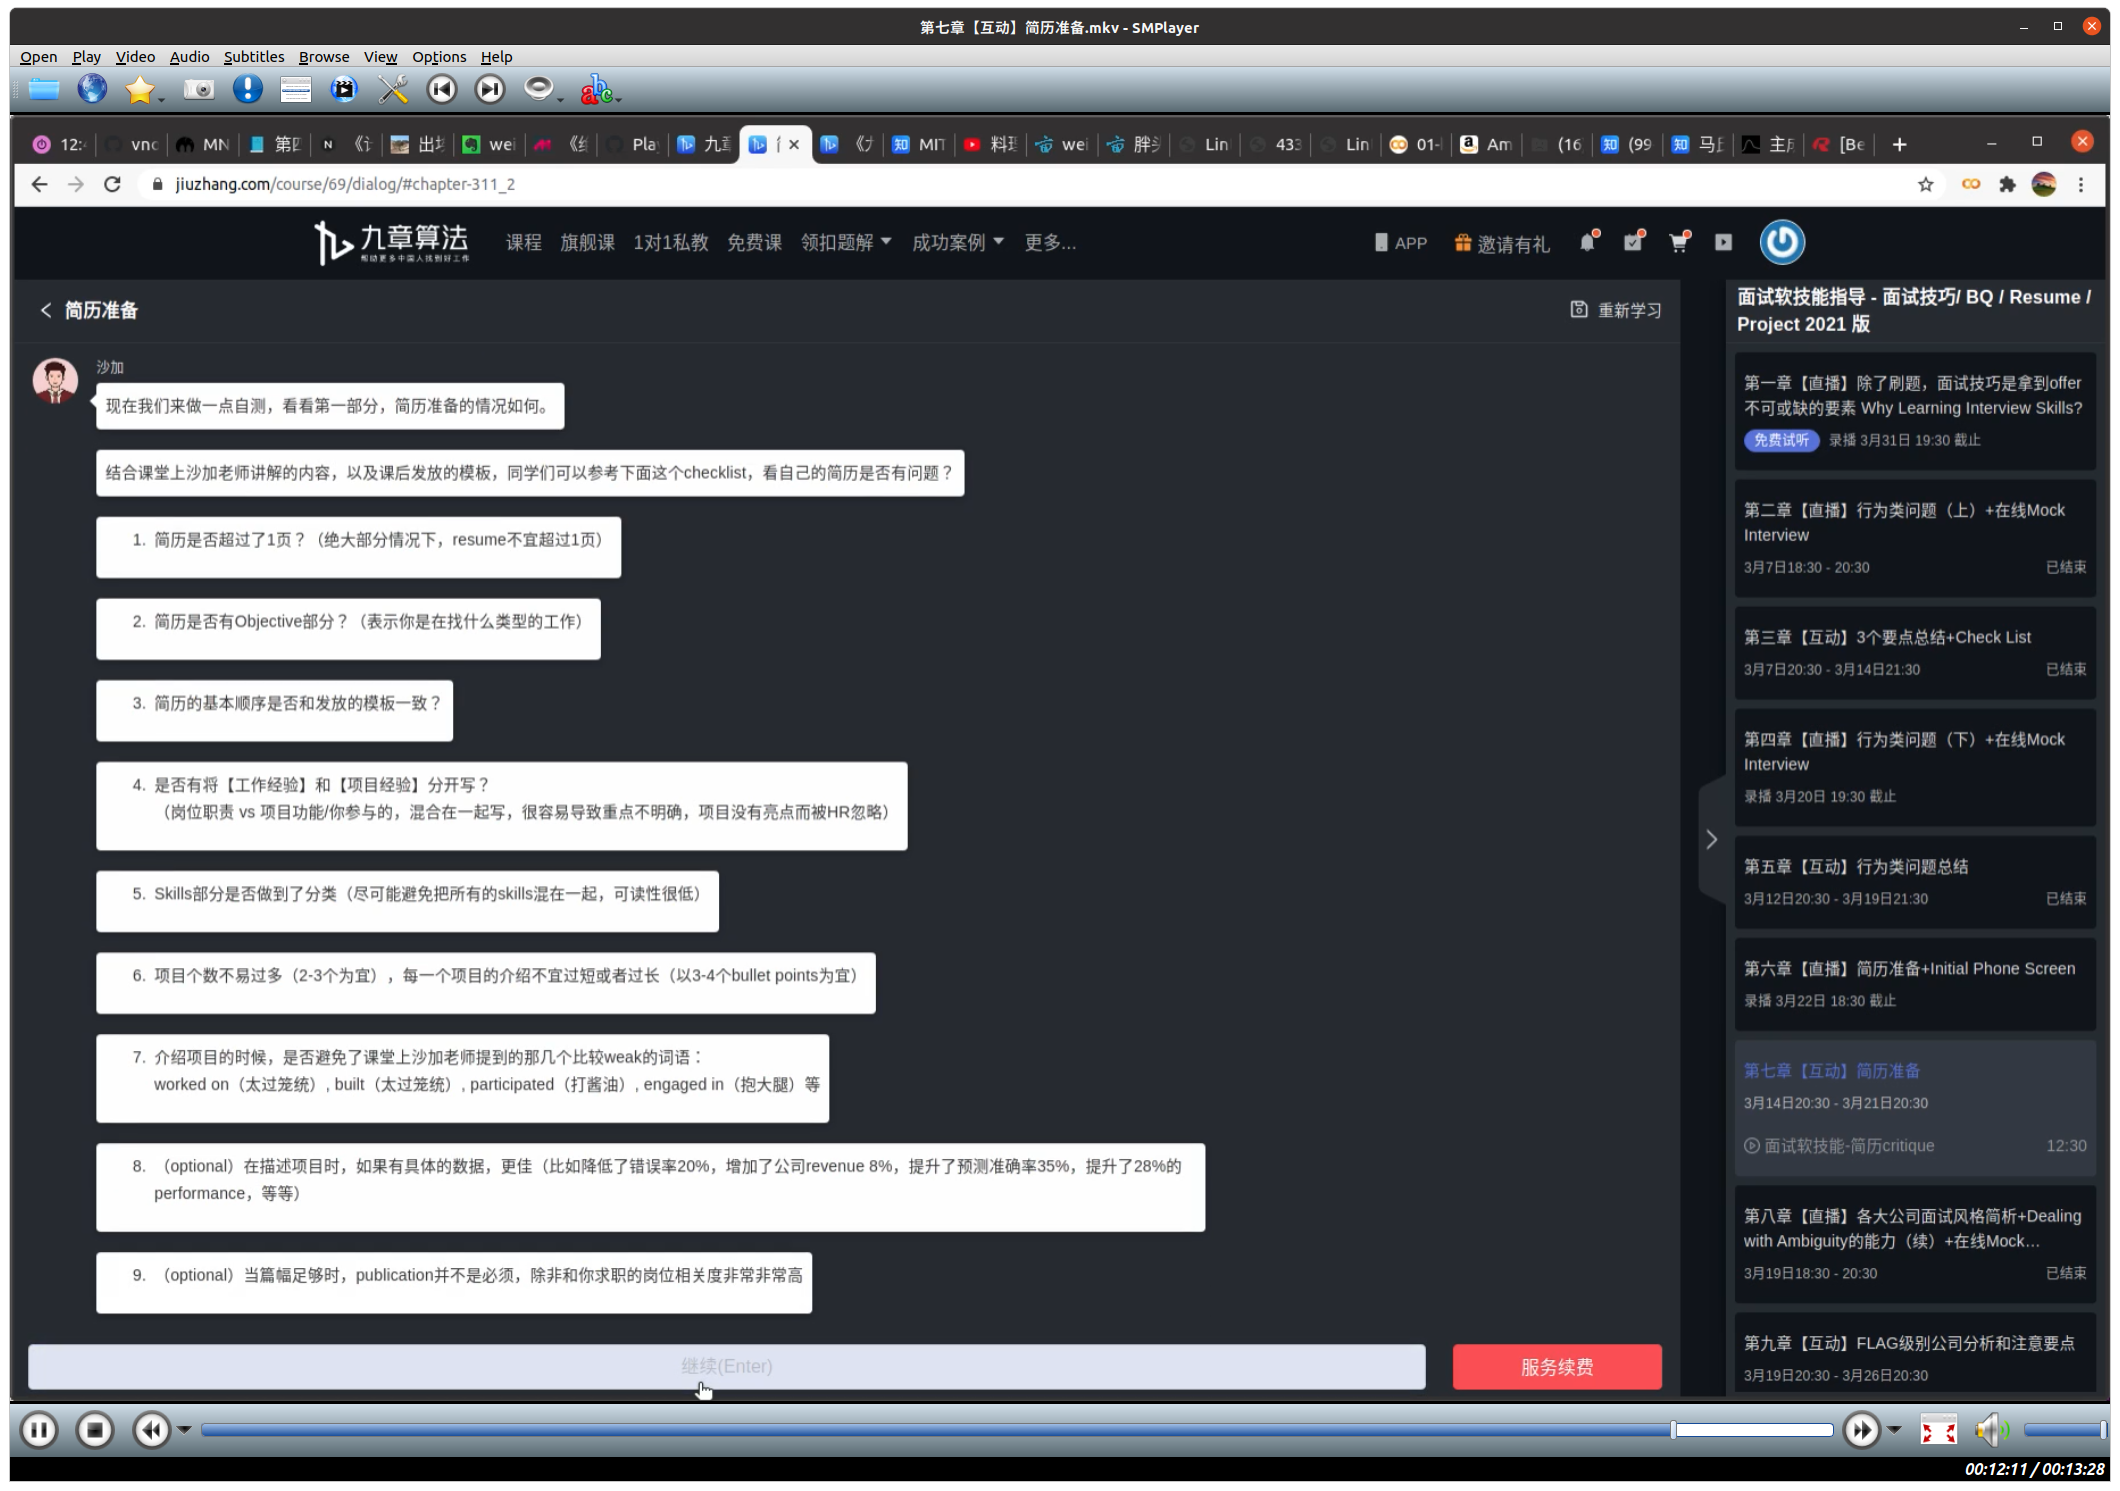 第七章【互动】简历准备.mkv - SMPlayer
Open Play Video Audio Subtitles Browse View Options Help
12: vnc MN 第四 N 出 wei Pla 九章 MIT 料理 wei 胖头 Lin 433 Lin 01- Am (16 (99 马 主 [Be
jiuzhang.com/course/69/dialog/#chapter-311_2
九章算法 课程 旗舰课 1对1私教 免费课 领扣题解 成功案例 更多... APP 邀请有礼
帮助更多中国人找到好工作
简历准备 重新学习
沙加
现在我们来做一点自测，看看第一部分，简历准备的情况如何。
结合课堂上沙加老师讲解的内容，以及课后发放的模板，同学们可以参考下面这个checklist，看自己的简历是否有问题？
1. 简历是否超过了1页？（绝大部分情况下，resume不宜超过1页）
2. 简历是否有Objective部分？（表示你是在找什么类型的工作）
3. 简历的基本顺序是否和发放的模板一致？
4. 是否有将【工作经验】和【项目经验】分开写？
（岗位职责 vs 项目功能/你参与的，混合在一起写，很容易导致重点不明确，项目没有亮点而被HR忽略）
5. Skills部分是否做到了分类（尽可能避免把所有的skills混在一起，可读性很低）
6. 项目个数不易过多（2-3个为宜），每一个项目的介绍不宜过短或者过长（以3-4个bullet points为宜）
7. 介绍项目的时候，是否避免了课堂上沙加老师提到的那几个比较weak的词语：
worked on（太过笼统）, built（太过笼统）, participated（打酱油）, engaged in（抱大腿）等
8. （optional）在描述项目时，如果有具体的数据，更佳（比如降低了错误率20%，增加了公司revenue 8%，提升了预测准确率35%，提升了28%的
performance，等等）
9. （optional）当篇幅足够时，publication并不是必须，除非和你求职的岗位相关度非常非常高
继续(Enter)
服务续费
面试软技能指导 - 面试技巧/ BQ / Resume /
Project 2021 版
第一章【直播】除了刷题，面试技巧是拿到offer
不可或缺的要素 Why Learning Interview Skills?
免费试听 录播 3月31日 19:30 截止
第二章【直播】行为类问题（上）+在线Mock
Interview
3月7日18:30 - 20:30 已结束
第三章【互动】3个要点总结+Check List
3月7日20:30 - 3月14日21:30 已结束
第四章【直播】行为类问题（下）+在线Mock
Interview
录播 3月20日 19:30 截止
第五章【互动】行为类问题总结
3月12日20:30 - 3月19日21:30 已结束
第六章【直播】简历准备+Initial Phone Screen
录播 3月22日 18:30 截止
第七章【互动】简历准备
3月14日20:30 - 3月21日20:30
面试软技能-简历critique 12:30
第八章【直播】各大公司面试风格简析+Dealing
with Ambiguity的能力（续）+在线Mock...
3月19日18:30 - 20:30 已结束
第九章【互动】FLAG级别公司分析和注意要点
3月19日20:30 - 3月26日20:30
00:12:11 / 00:13:28